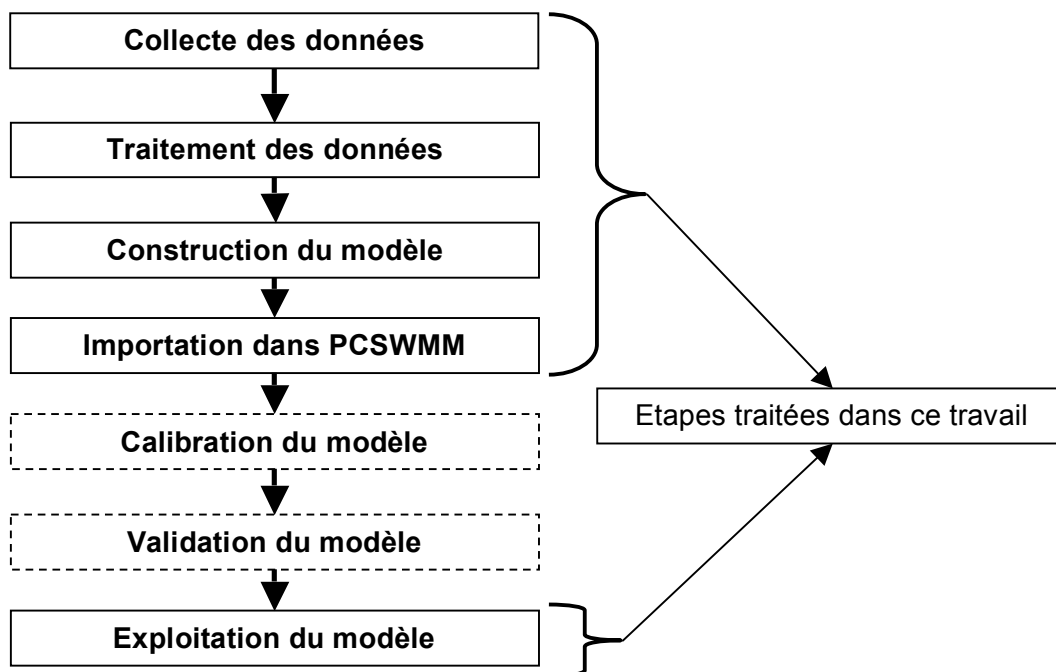 Collecte des données
Traitement des données
Construction du modèle
Importation dans PCSWMM
Calibration du modèle
Etapes traitées dans ce travail
Validation du modèle
Exploitation du modèle